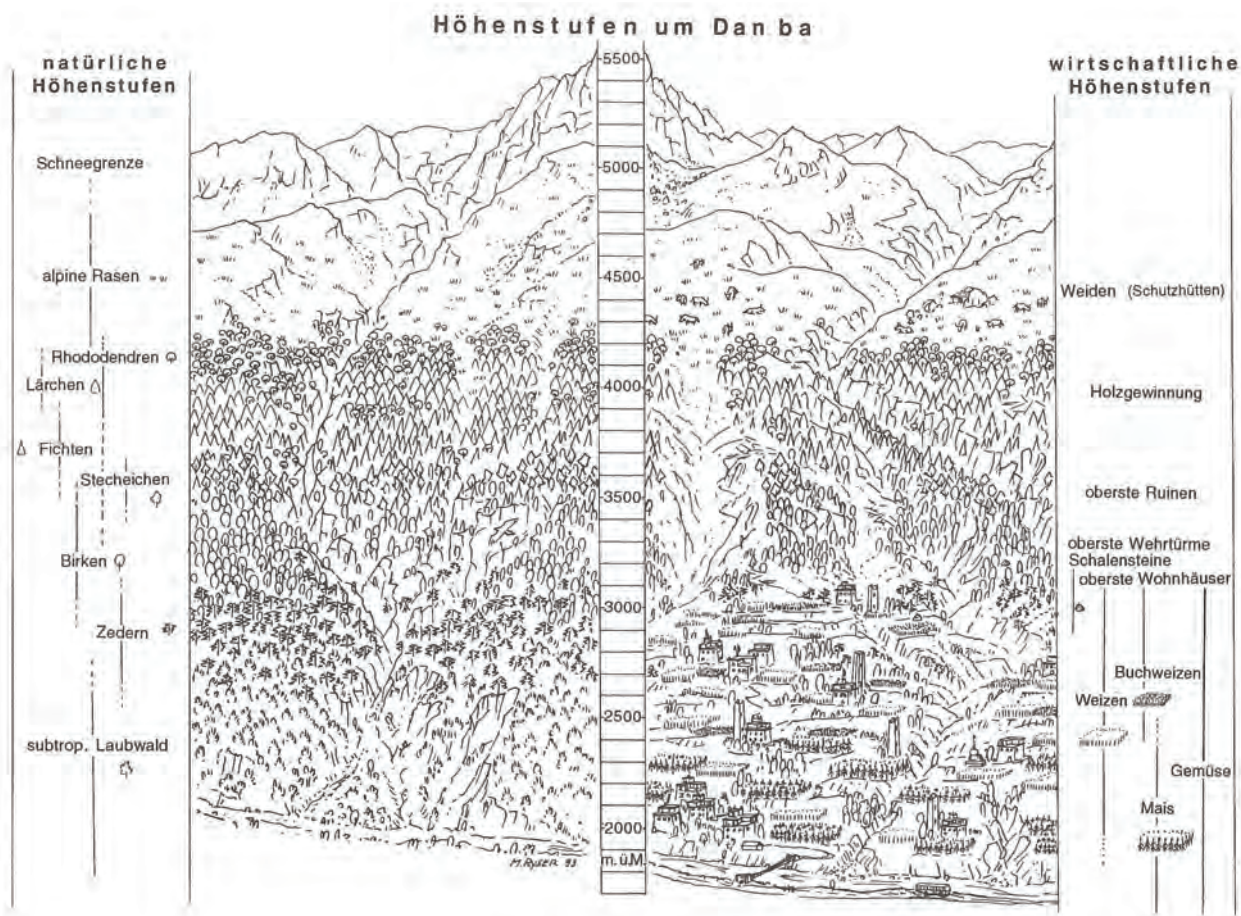 Höhenstufen um Danba
natürliche
Höhenstufen
Schneegrenze
alpine Rasen
Rhododendren
Lärchen
Fichten
Stecheichen
Birken
Zedern
subtrop. Laubwald
5500
5000
4500
4000
3500
3000
2500
2000
m. ü.M.
M. RYSER 93
wirtschaftliche
Höhenstufen
Weiden (Schutzhütten)
Holzgewinnung
oberste Ruinen
oberste Wehrtürme
Schalensteine
oberste Wohnhäuser
Buchweizen
Weizen
Gemüse
Mais